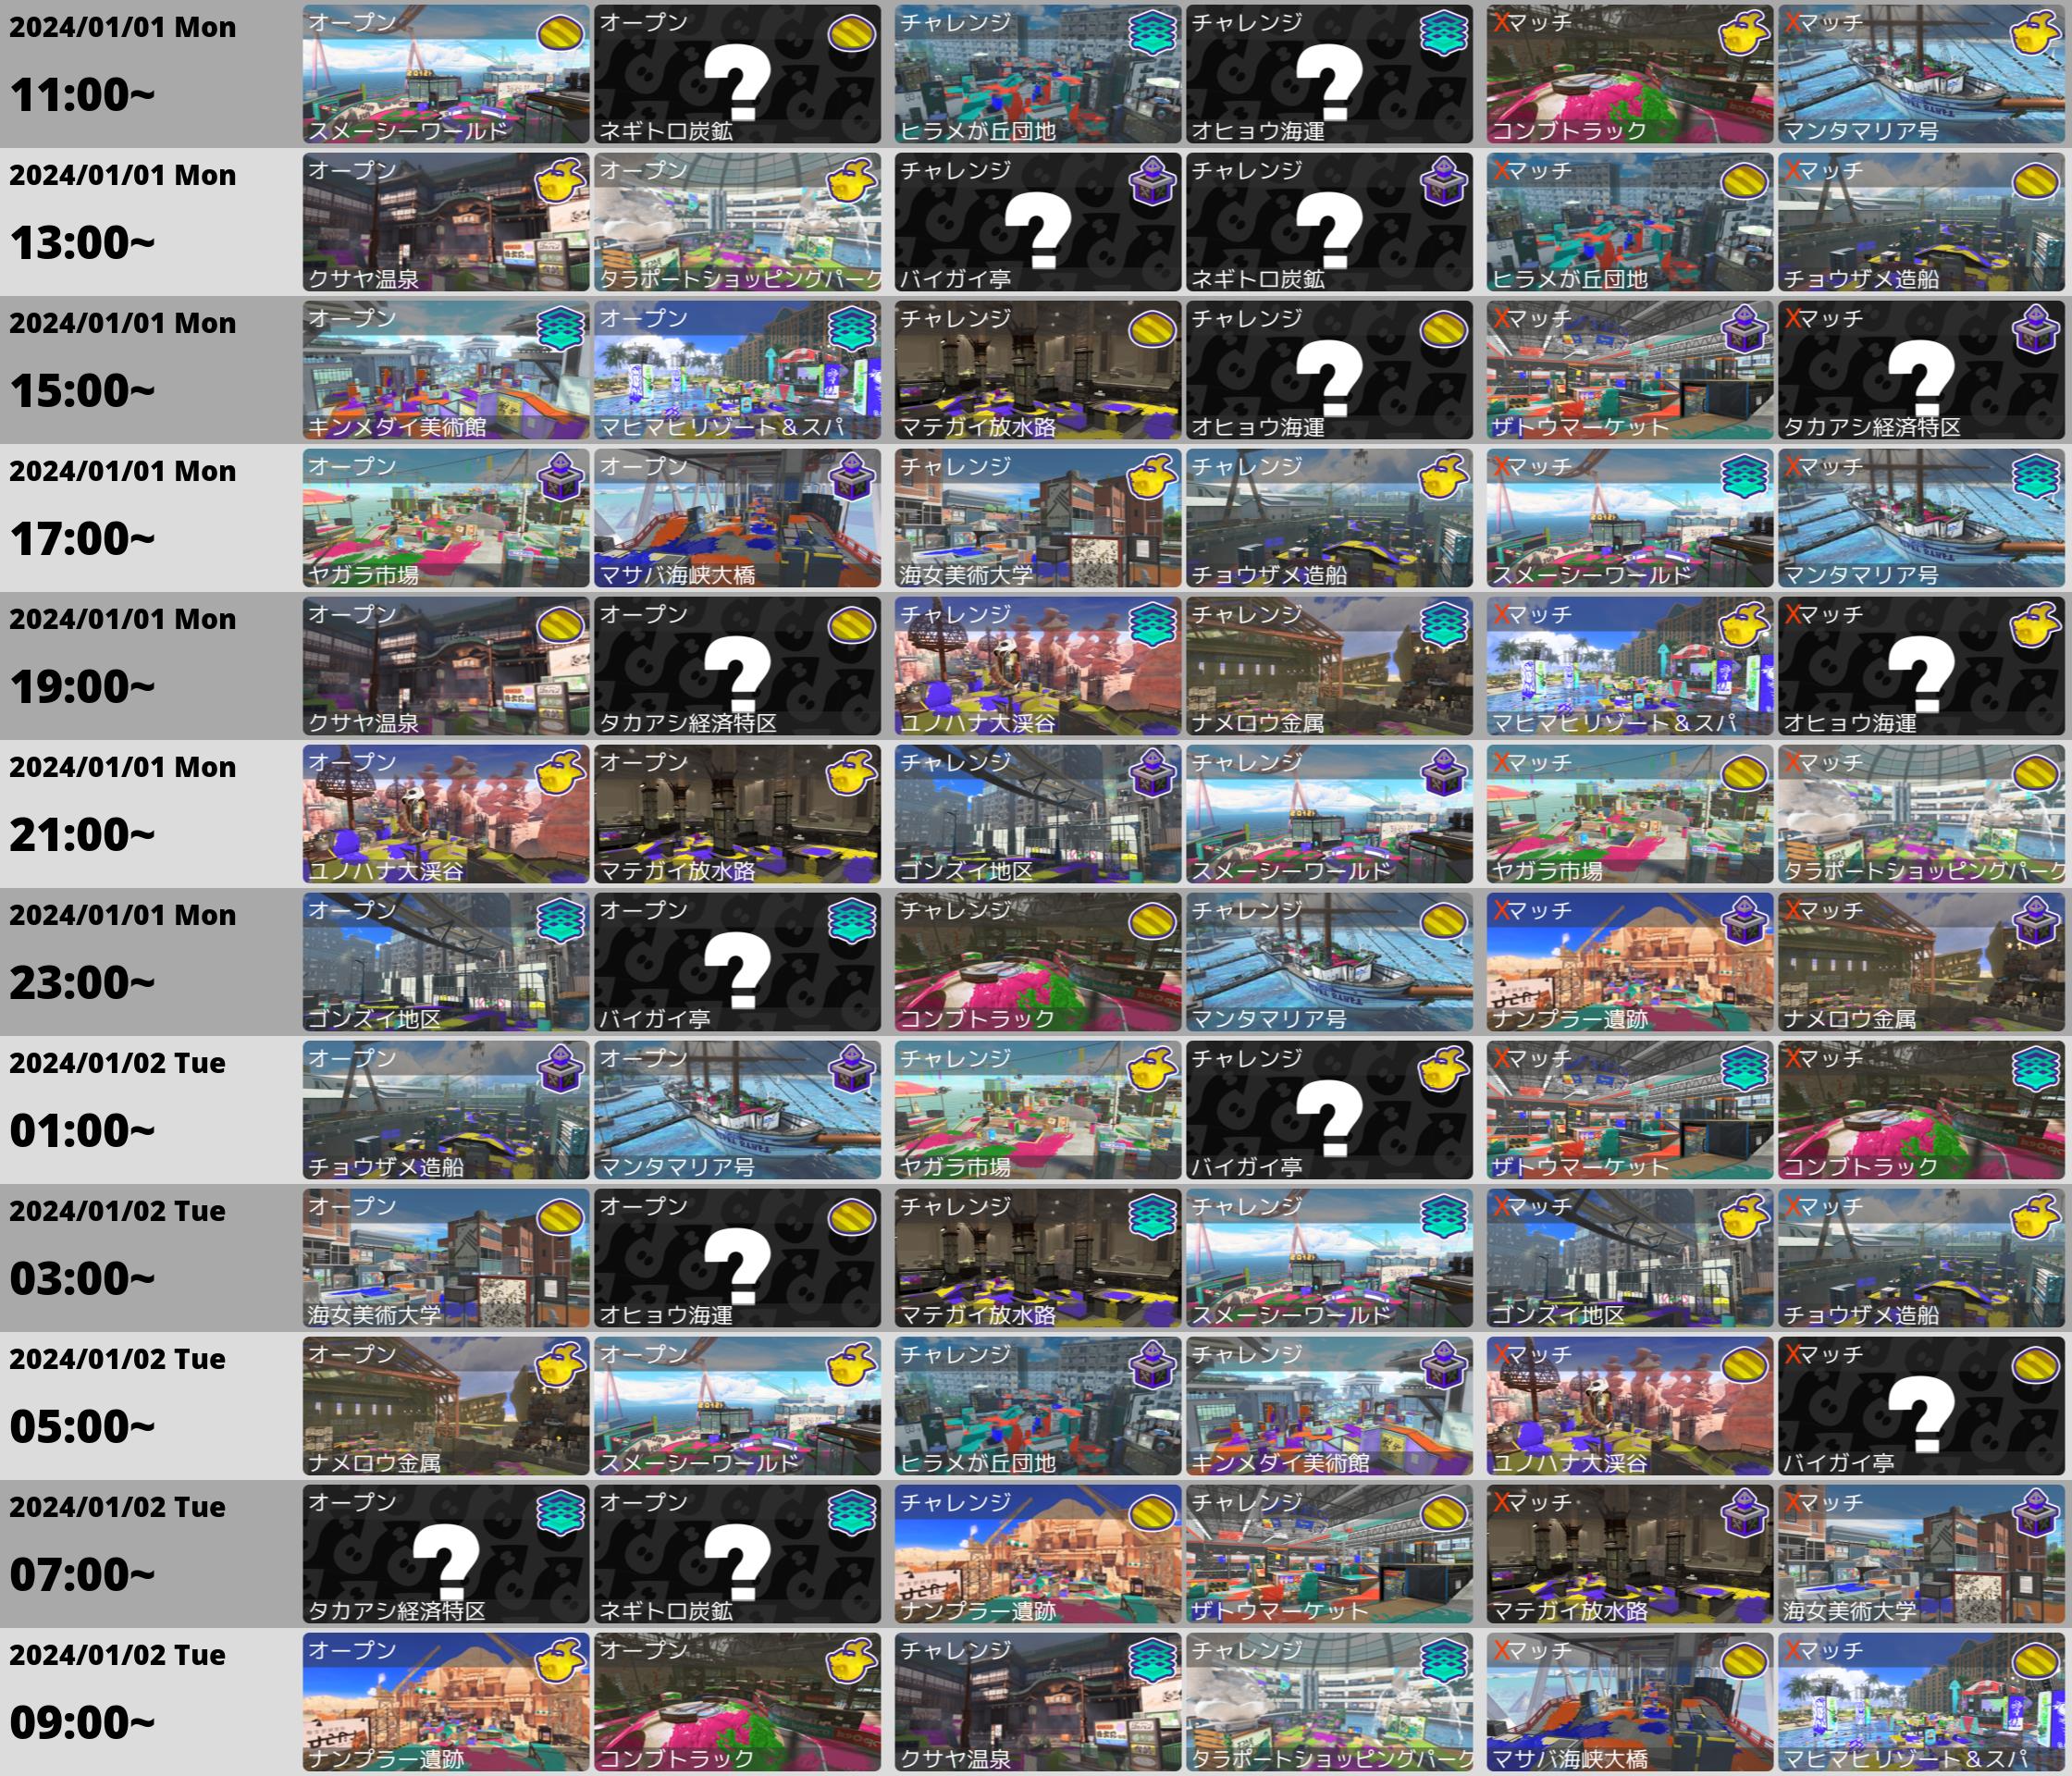 2024/01/01 Mon
11:00~
オープン
スメーシーワールド
オープン
ネギトロ炭鉱
チャレンジ
ヒラメが丘団地
チャレンジ
オヒョウ海運
Xマッチ
コンブトラック
Xマッチ
マンタマリア号
2024/01/01 Mon
13:00~
オープン
クサヤ温泉
オープン
タラポートショッピングパーク
チャレンジ
バイガイ亭
チャレンジ
ネギトロ炭鉱
Xマッチ
ヒラメが丘団地
Xマッチ
チョウザメ造船
2024/01/01 Mon
15:00~
オープン
キンメダイ美術館
オープン
マヒマヒリゾート＆スパ
チャレンジ
マテガイ放水路
チャレンジ
オヒョウ海運
Xマッチ
ザトウマーケット
Xマッチ
タカアシ経済特区
2024/01/01 Mon
17:00~
オープン
ヤガラ市場
オープン
マサバ海峡大橋
チャレンジ
海女美術大学
チャレンジ
チョウザメ造船
Xマッチ
スメーシーワールド
Xマッチ
マンタマリア号
2024/01/01 Mon
19:00~
オープン
クサヤ温泉
オープン
タカアシ経済特区
チャレンジ
ユノハナ大渓谷
チャレンジ
ナメロウ金属
Xマッチ
マヒマヒリゾート＆スパ
Xマッチ
オヒョウ海運
2024/01/01 Mon
21:00~
オープン
ユノハナ大渓谷
オープン
マテガイ放水路
チャレンジ
ゴンズイ地区
チャレンジ
スメーシーワールド
Xマッチ
ヤガラ市場
Xマッチ
タラポートショッピングパーク
2024/01/01 Mon
23:00~
オープン
ゴンズイ地区
オープン
バイガイ亭
チャレンジ
コンブトラック
チャレンジ
マンタマリア号
Xマッチ
ナンプラー遺跡
Xマッチ
ナメロウ金属
2024/01/02 Tue
01:00~
オープン
チョウザメ造船
オープン
マンタマリア号
チャレンジ
ヤガラ市場
チャレンジ
バイガイ亭
Xマッチ
ザトウマーケット
Xマッチ
コンブトラック
2024/01/02 Tue
03:00~
オープン
海女美術大学
オープン
オヒョウ海運
チャレンジ
マテガイ放水路
チャレンジ
スメーシーワールド
Xマッチ
ゴンズイ地区
Xマッチ
チョウザメ造船
2024/01/02 Tue
05:00~
オープン
ナメロウ金属
オープン
スメーシーワールド
チャレンジ
ヒラメが丘団地
チャレンジ
キンメダイ美術館
Xマッチ
ユノハナ大渓谷
Xマッチ
バイガイ亭
2024/01/02 Tue
07:00~
オープン
タカアシ経済特区
オープン
ネギトロ炭鉱
チャレンジ
ナンプラー遺跡
チャレンジ
ザトウマーケット
Xマッチ
マテガイ放水路
Xマッチ
海女美術大学
2024/01/02 Tue
09:00~
オープン
ナンプラー遺跡
オープン
コンブトラック
チャレンジ
クサヤ温泉
チャレンジ
タラポートショッピングパーク
Xマッチ
マサバ海峡大橋
Xマッチ
マヒマヒリゾート＆スパ